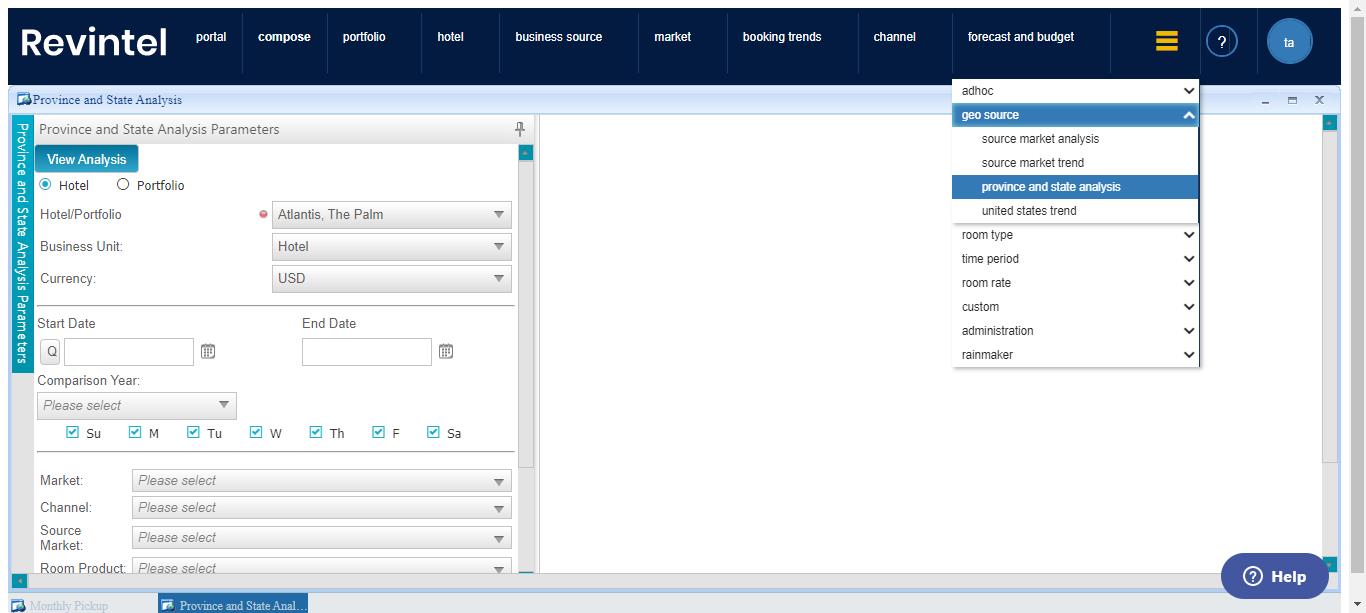 Revintel
portal
compose
portfolio
hotel
business source
market
booking trends
channel
forecast and budget
?
ta
Province and State Analysis
adhoc
geo source
source market analysis
source market trend
province and state analysis
united states trend
room type
time period
room rate
custom
administration
rainmaker
Province and State Analysis Parameters
Province and State Analysis Parameters
View Analysis
Hotel
Portfolio
Hotel/Portfolio
Atlantis, The Palm
Business Unit:
Hotel
Currency:
USD
Start Date
End Date
Q
Comparison Year:
Please select
Su M Tu W Th F Sa
Market:
Please select
Channel:
Please select
Source
Market:
Please select
Room Product:
Please select
? Help
Monthly Pickup
Province and State Anal...